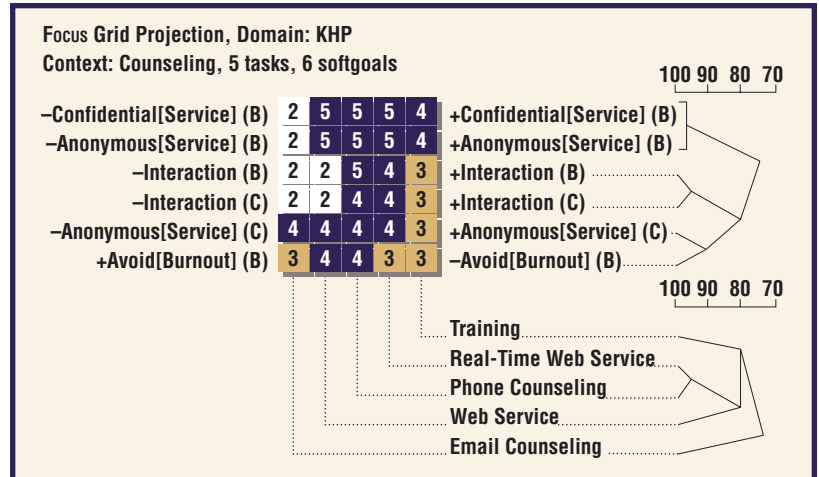 Focus Grid Projection, Domain: KHP
Context: Counseling, 5 tasks, 6 softgoals
100 90 80 70
–Confidential[Service] (B) 2 5 5 5 4 +Confidential[Service] (B)
–Anonymous[Service] (B) 2 5 5 5 4 +Anonymous[Service] (B)
–Interaction (B) 2 2 5 4 3 +Interaction (B)
–Interaction (C) 2 2 4 4 3 +Interaction (C)
–Anonymous[Service] (C) 4 4 4 4 3 +Anonymous[Service] (C)
+Avoid[Burnout] (B) 3 4 4 3 3 –Avoid[Burnout] (B)
100 90 80 70
Training
Real-Time Web Service
Phone Counseling
Web Service
Email Counseling